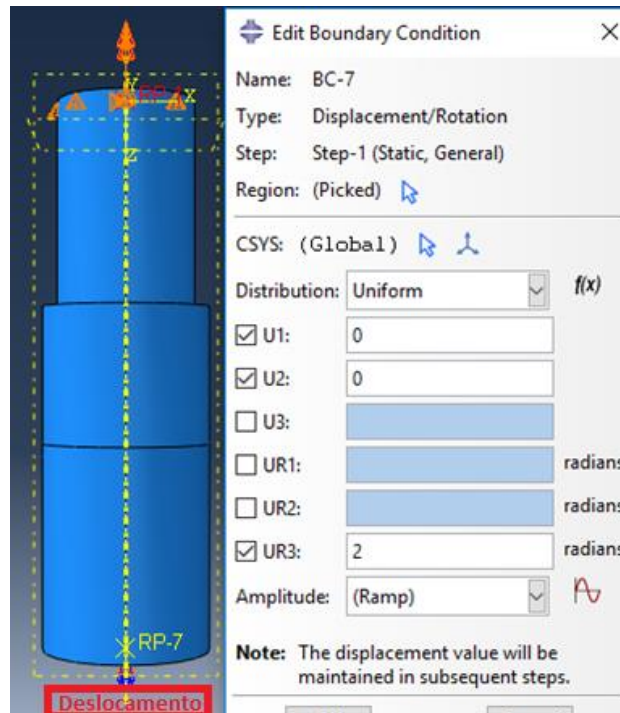 Edit Boundary Condition
Name: BC-7
Type: Displacement/Rotation
Step: Step-1 (Static, General)
Region: (Picked)
CSYS: (Global)
Distribution: Uniform f(x)
U1: 0
U2: 0
U3:
UR1: radians
UR2: radians
UR3: 2 radians
Amplitude: (Ramp)
Note: The displacement value will be
maintained in subsequent steps.
Y
X
Z
RP-7
Deslocamento